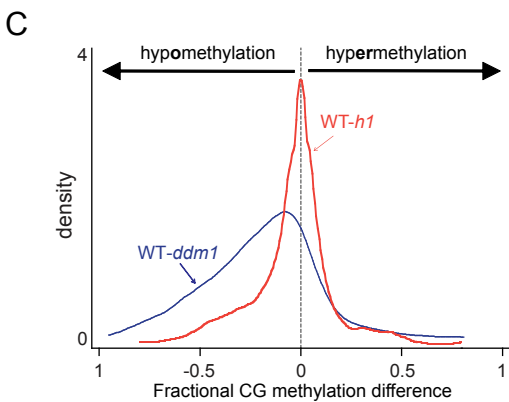 C
hypomethylation hypermethylation
4
WT-h1
density
WT-ddm1
0
1 -0.5 0 0.5 1
Fractional CG methylation difference